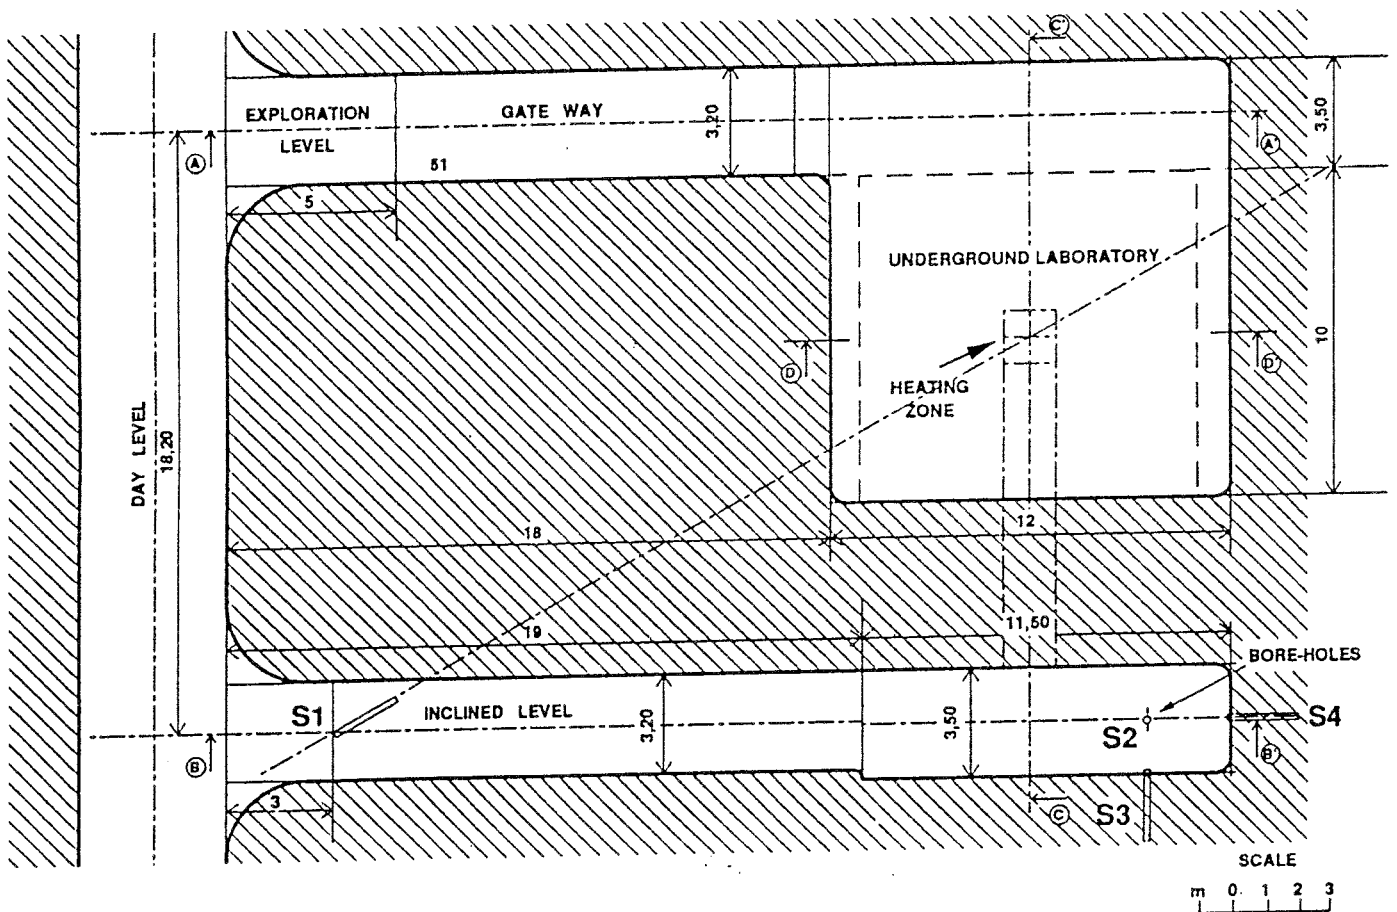 C'
EXPLORATION
LEVEL
GATE WAY
3,20
3,50
A
A'
51
5
UNDERGROUND LABORATORY
10
D
D'
HEATING
ZONE
DAY LEVEL
18,20
18
12
19
11,50
BORE-HOLES
S1
INCLINED LEVEL
3,20
3,50
S2
S4
B
B'
3
C
S3
SCALE
m 0 1 2 3